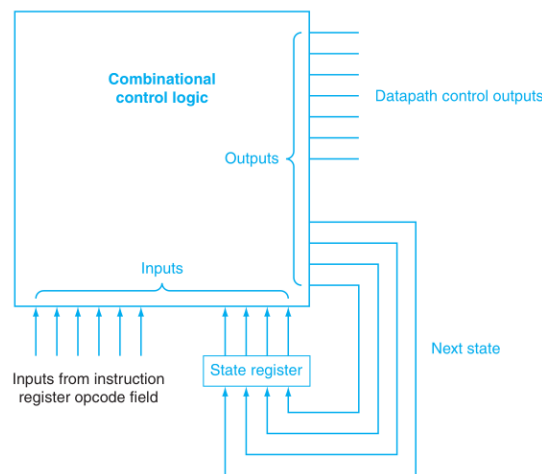 Combinational
control logic
Datapath control outputs
Outputs
Inputs
Next state
State register
Inputs from instruction
register opcode field